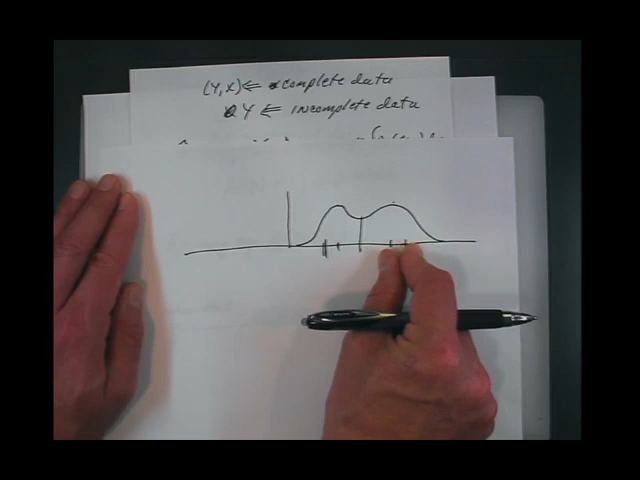 (Y,X) ⇐ complete data
Y ⇐ incomplete data